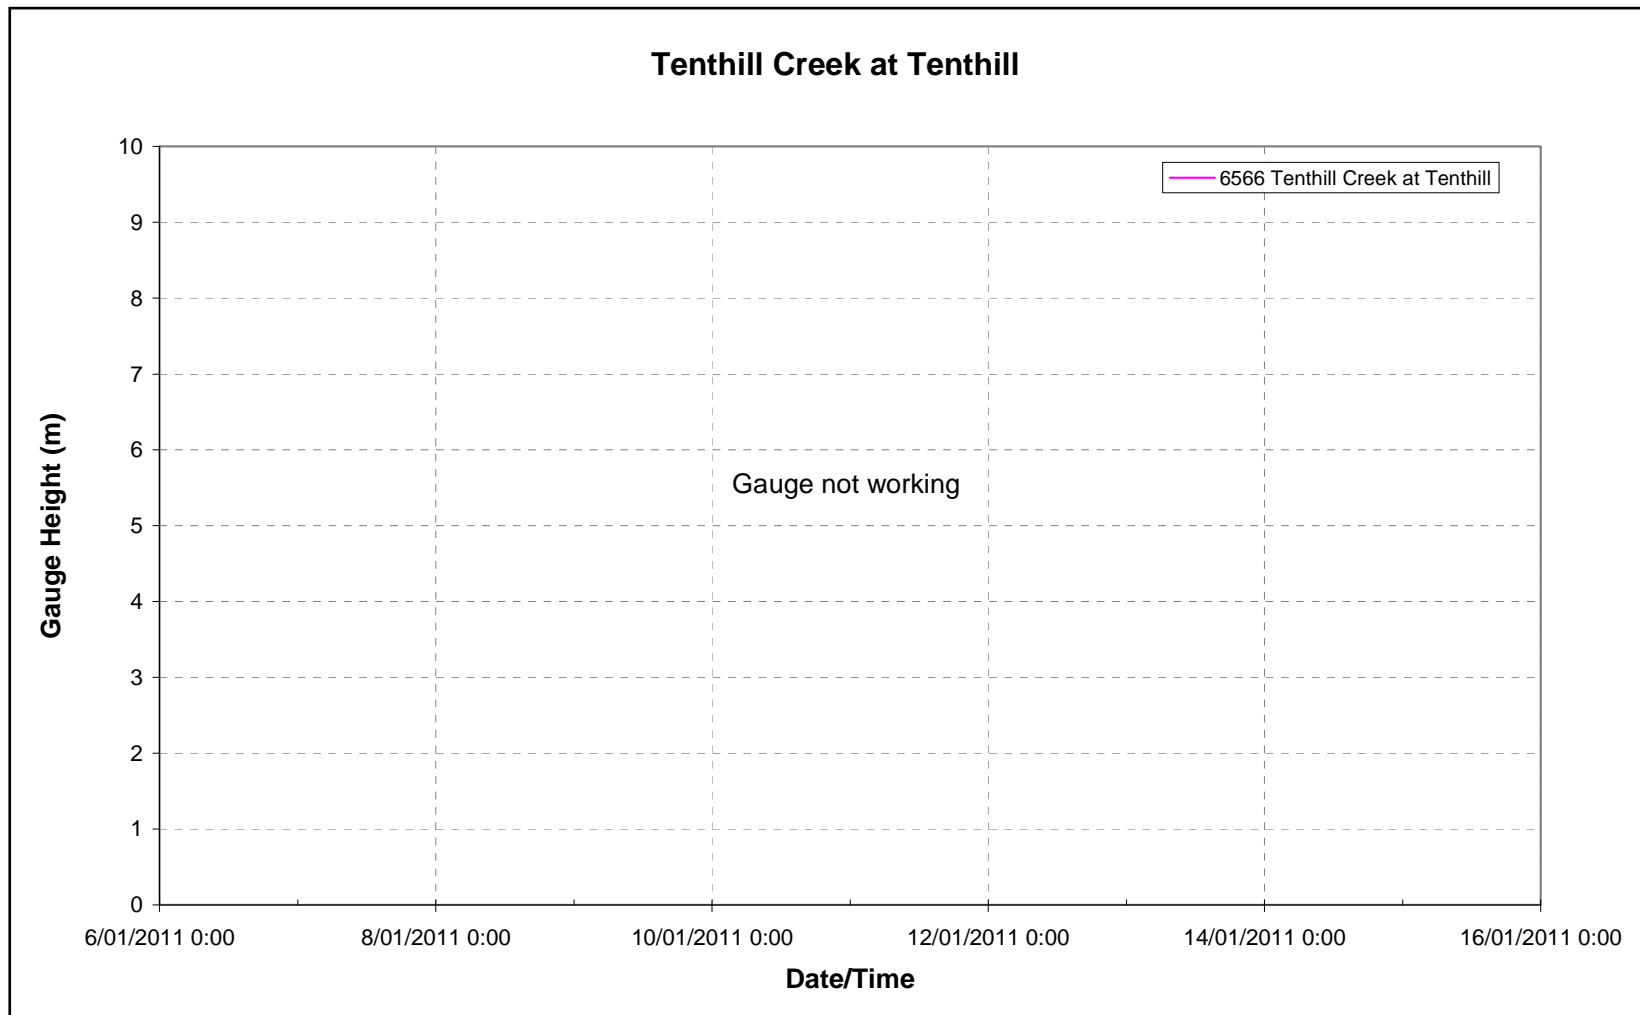 Tenthill Creek at Tenthill
10
6566 Tenthill Creek at Tenthill
9
8
7
6
Gauge not working
5
4
3
2
1
0
Gauge Height (m)
6/01/2011 0:00 8/01/2011 0:00 10/01/2011 0:00 12/01/2011 0:00 14/01/2011 0:00 16/01/2011 0:00
Date/Time